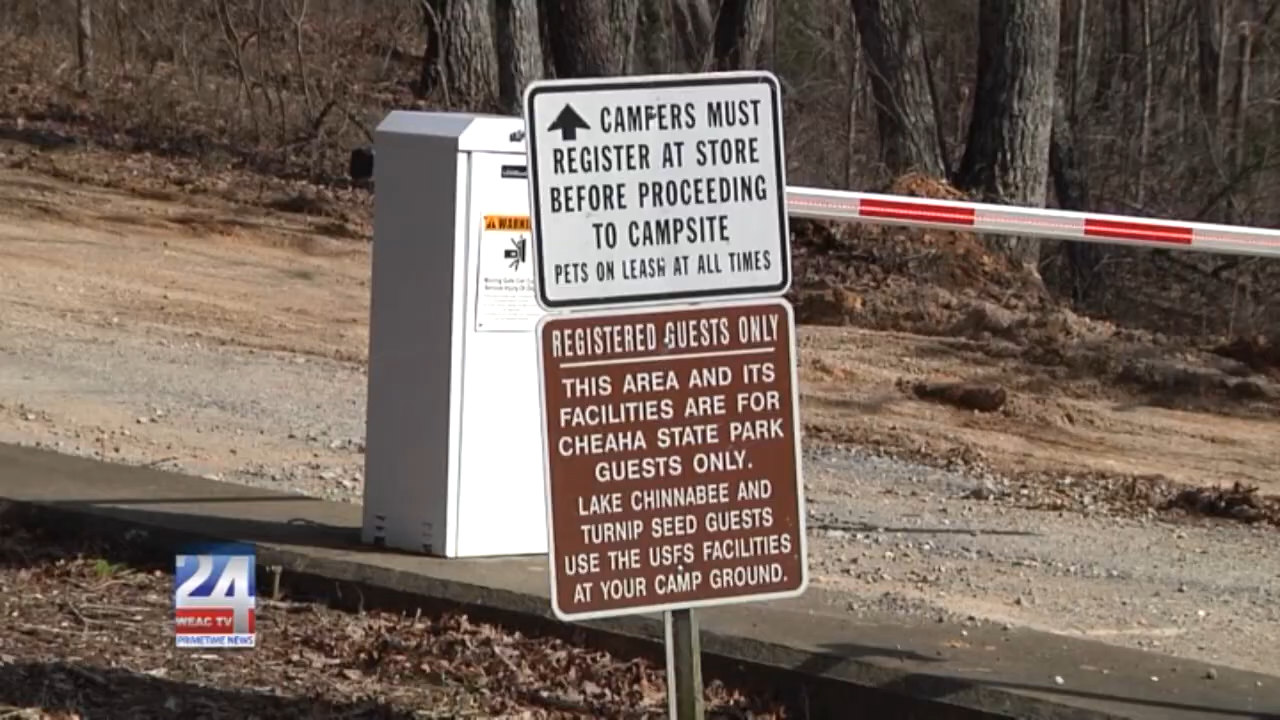 CAMPERS MUST
REGISTER AT STORE
BEFORE PROCEEDING
TO CAMPSITE
PETS ON LEASH AT ALL TIMES
REGISTERED GUESTS ONLY
THIS AREA AND ITS
FACILITIES ARE FOR
CHEAHA STATE PARK
GUESTS ONLY.
LAKE CHINNABEE AND
TURNIP SEED GUESTS
USE THE USFS FACILITIES
AT YOUR CAMP GROUND.
24
WEAC TV
PRIMETIME NEWS